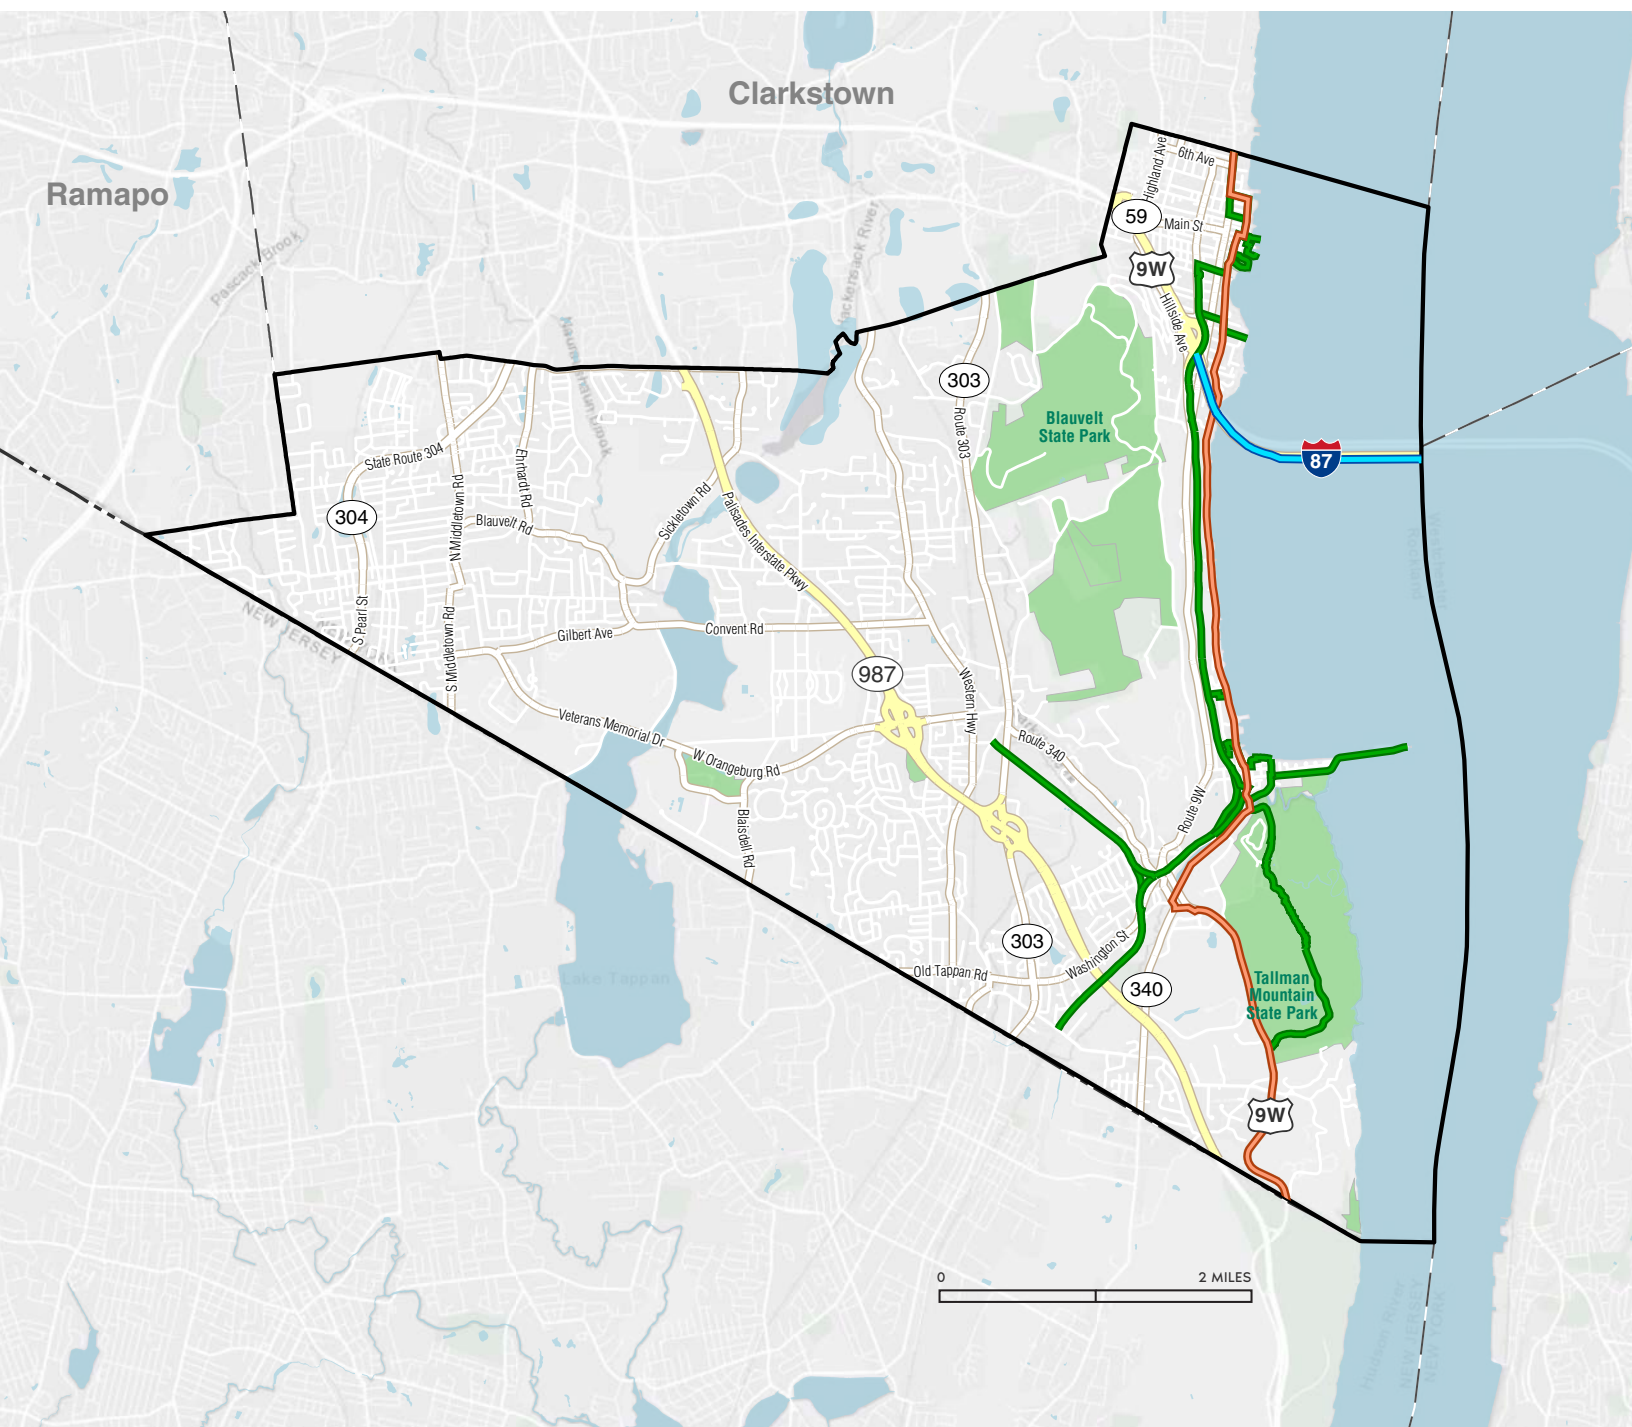 Clarkstown
Ramapo
6th Ave
Highland Ave
59
Main St
9W
Hillside Ave
Pascack Brook
Hackensack River
Naurashaun Brook
303
Route 303
Blauvelt
State Park
87
State Route 304
304
N Middletown Rd
Ehrhardt Rd
Blauvelt Rd
Sickletown Rd
Palisades Interstate Pkwy
Westchester
Rockland
NEW JERSEY
S Pearl St
S Middletown Rd
Gilbert Ave
Convent Rd
987
Western Hwy
Veterans Memorial Dr
W Orangeburg Rd
Route 340
Blaisdell Rd
Route 9W
303
Washington St
Old Tappan Rd
340
Lake Tappan
Tallman
Mountain
State Park
9W
0
2 MILES
Hudson River
NEW JERSEY
NEW YORK